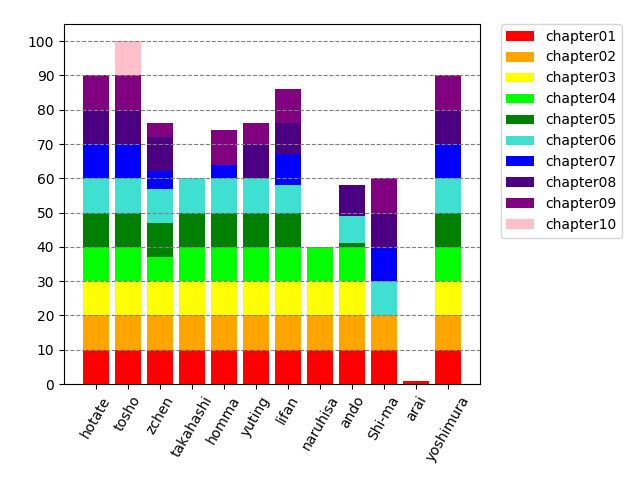 100
90
80
70
60
50
40
30
20
10
0
hotate
tosho
zchen
takahashi
homma
yuting
lifan
naruhisa
ando
Shi-ma
arai
yoshimura
chapter01
chapter02
chapter03
chapter04
chapter05
chapter06
chapter07
chapter08
chapter09
chapter10